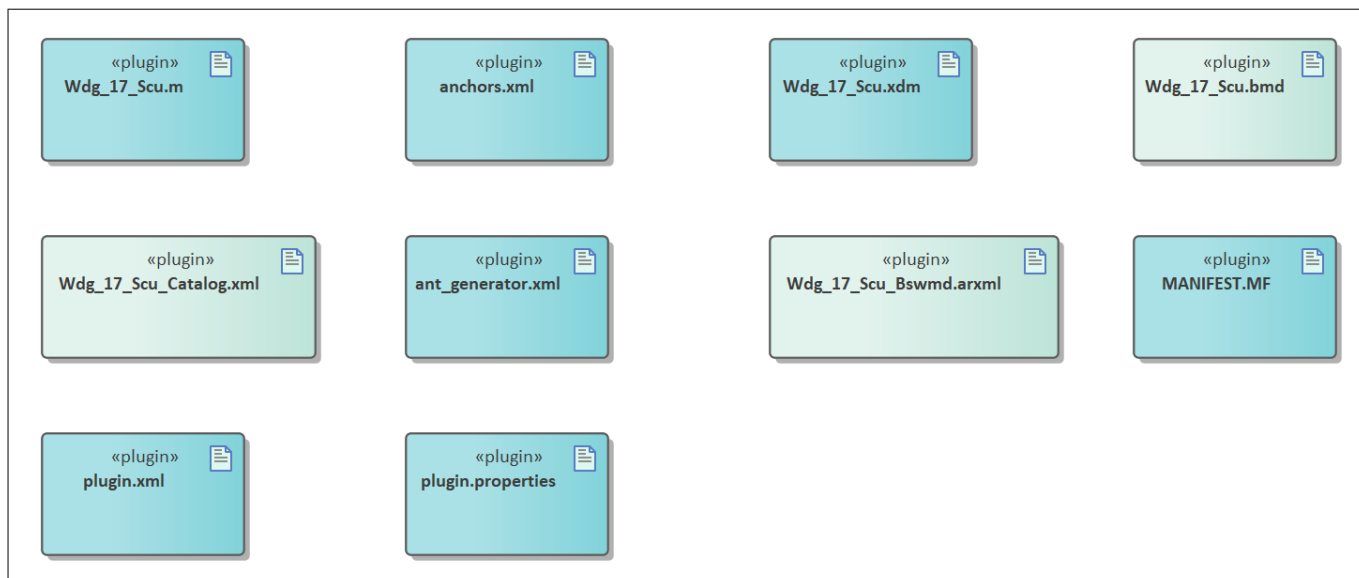 «plugin»
Wdg_17_Scu.m
«plugin»
anchors.xml
«plugin»
Wdg_17_Scu.xdm
«plugin»
Wdg_17_Scu.bmd
«plugin»
Wdg_17_Scu_Catalog.xml
«plugin»
ant_generator.xml
«plugin»
Wdg_17_Scu_Bswmd.arxml
«plugin»
MANIFEST.MF
«plugin»
plugin.xml
«plugin»
plugin.properties